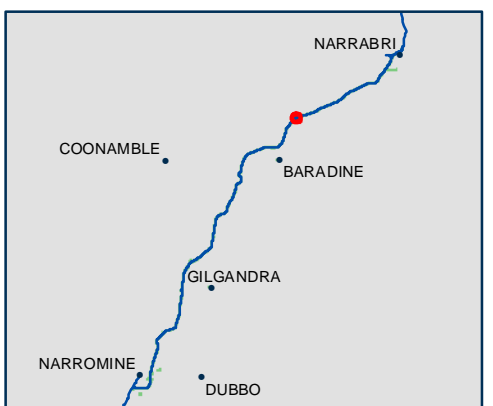 NARRABRI
COONAMBLE
BARADINE
GILGANDRA
NARROMINE
DUBBO